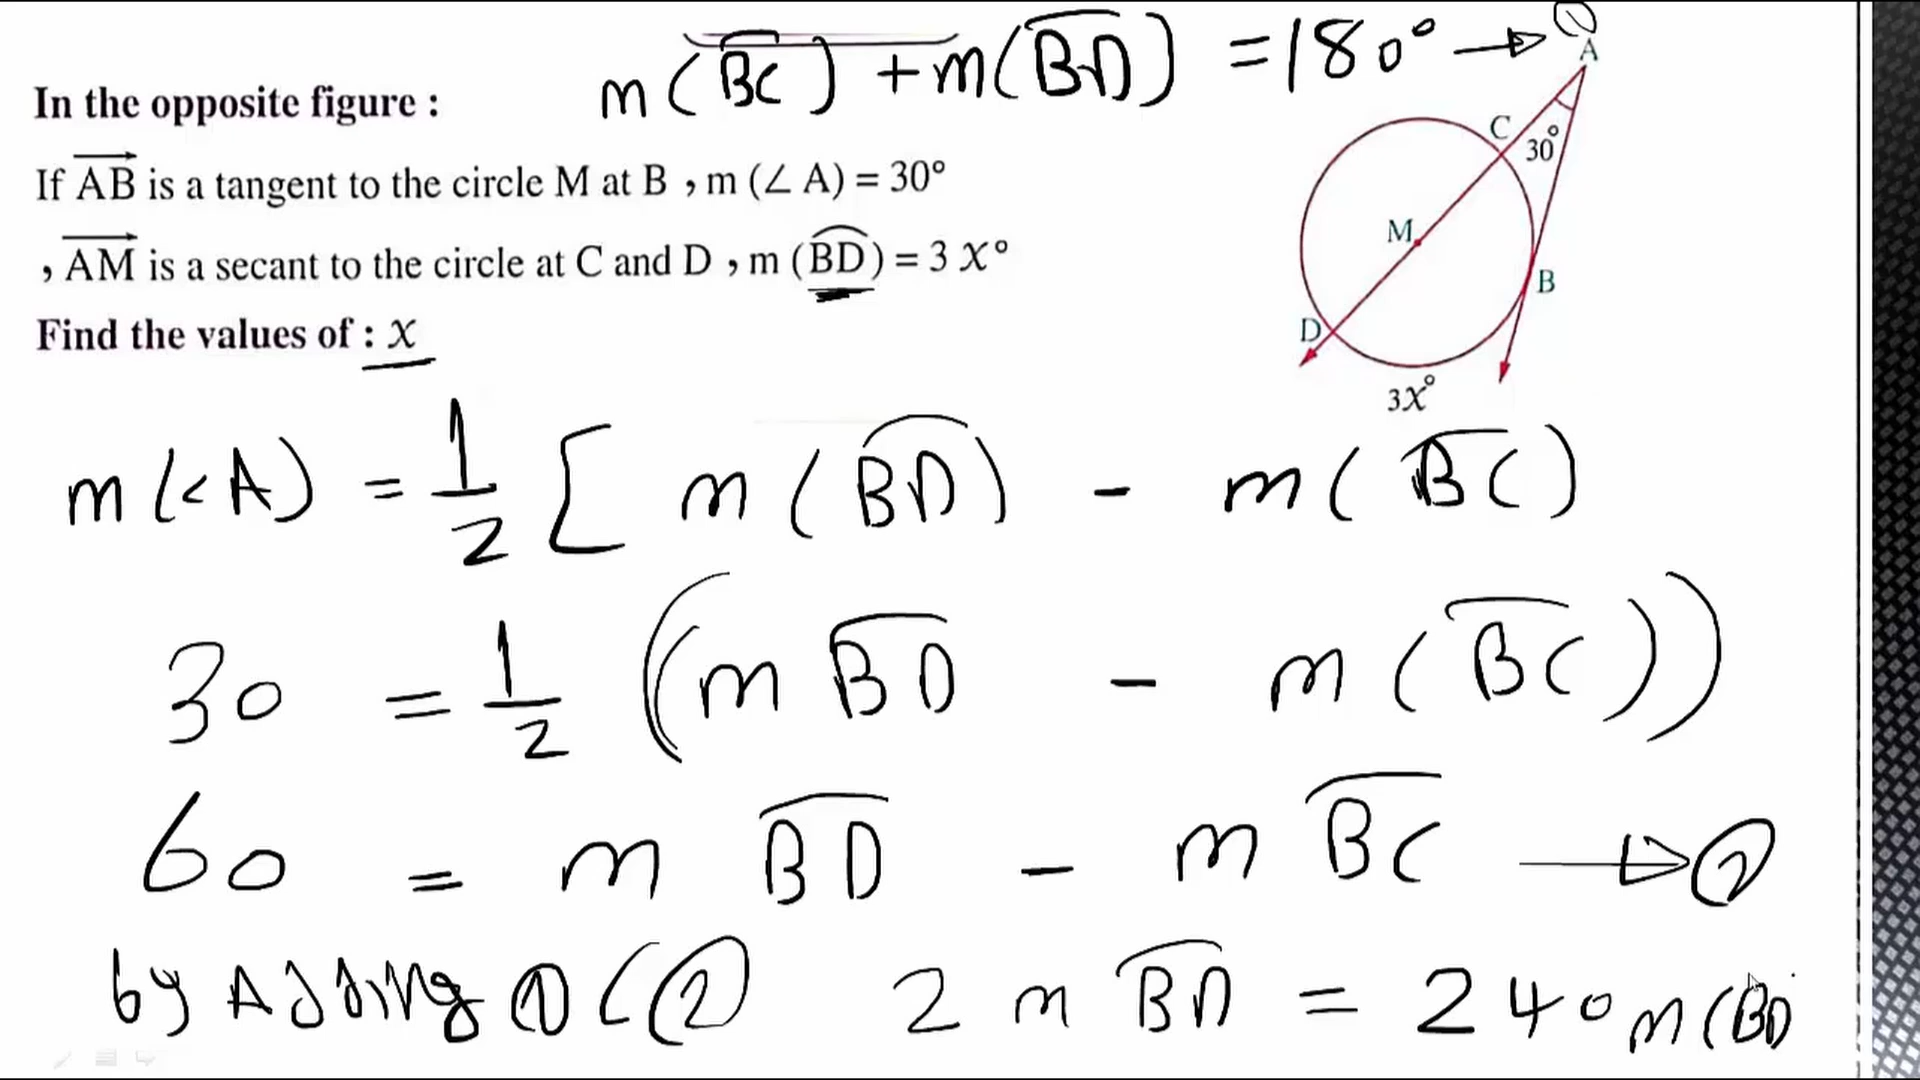 m(BC) + m(BD) = 180° → ①
In the opposite figure :
If AB is a tangent to the circle M at B , m (∠ A) = 30°
, AM is a secant to the circle at C and D , m (BD) = 3 X°
Find the values of : X
A
C
30°
M
B
D
3X°
m(<A) = 1/2 [ m(BD) - m(BC)
30 = 1/2 (m BD - m(BC))
60 = m BD - m BC → ②
by Adding ① ( ② 2 m BD = 240 m(BD